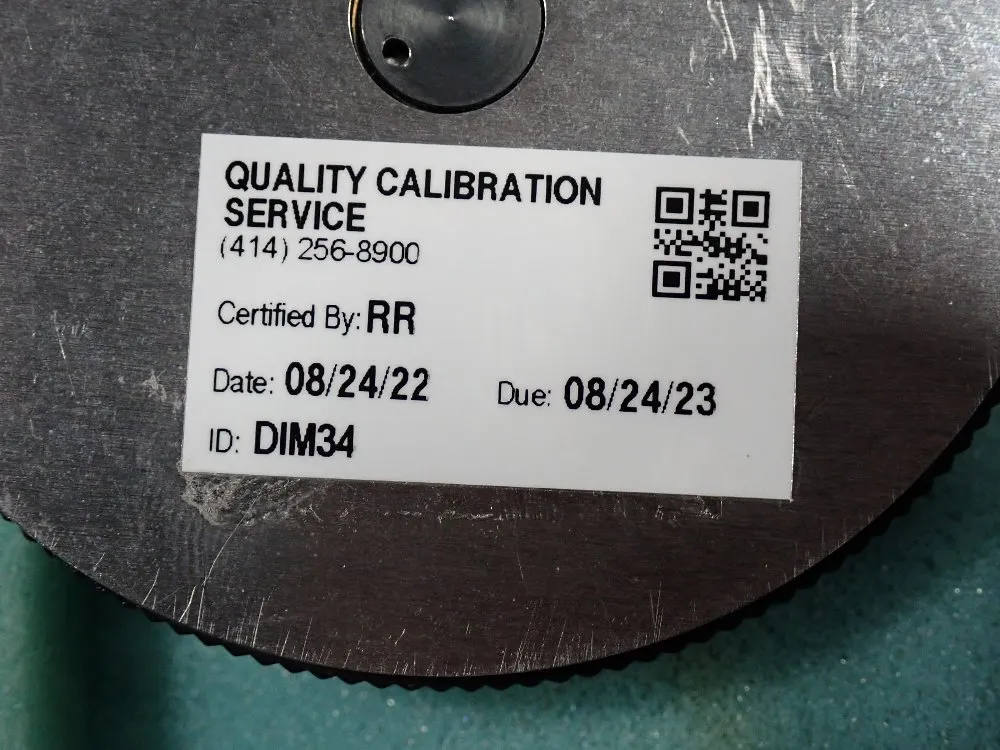 QUALITY CALIBRATION
SERVICE
(414) 256-8900
Certified By: RR
Date: 08/24/22 Due: 08/24/23
ID: DIM34